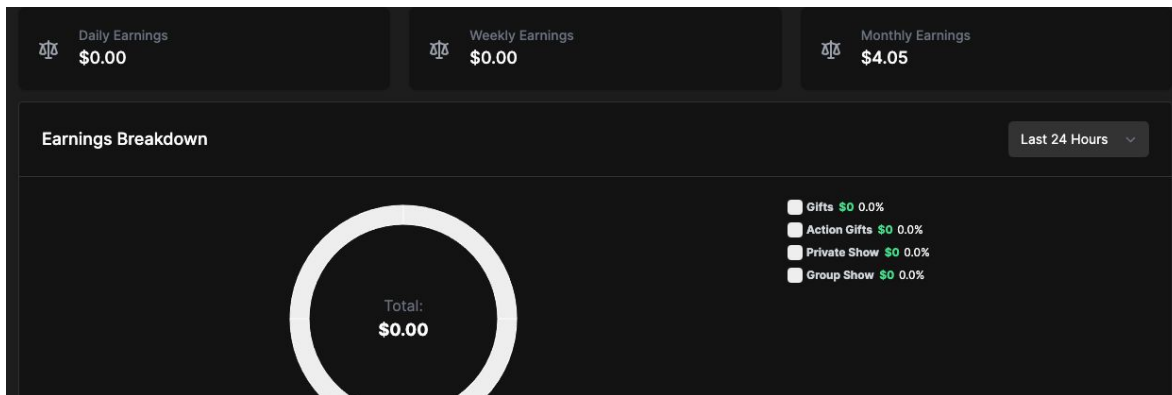 Daily Earnings
$0.00
Weekly Earnings
$0.00
Monthly Earnings
$4.05
Earnings Breakdown
Last 24 Hours
Gifts $0 0.0%
Action Gifts $0 0.0%
Private Show $0 0.0%
Group Show $0 0.0%
Total:
$0.00